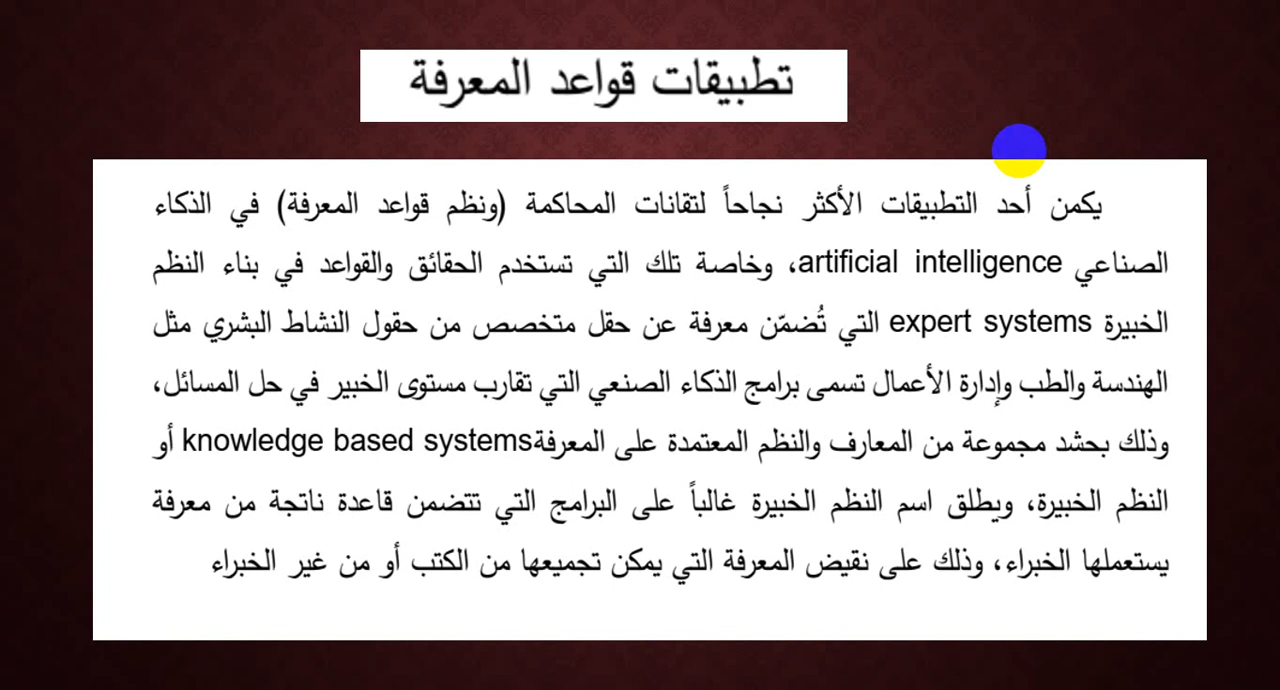 تطبيقات قواعد المعرفة
يكمن أحد التطبيقات الأكثر نجاحاً لتقانات المحاكمة (ونظم قواعد المعرفة) في الذكاء
الصناعي artificial intelligence، وخاصة تلك التي تستخدم الحقائق والقواعد في بناء النظم
الخبيرة expert systems التي تُضمّن معرفة عن حقل متخصص من حقول النشاط البشري مثل
الهندسة والطب وإدارة الأعمال تسمى برامج الذكاء الصنعي التي تقارب مستوى الخبير في حل المسائل،
وذلك بحشد مجموعة من المعارف والنظم المعتمدة على المعرفةknowledge based systems أو
النظم الخبيرة، ويطلق اسم النظم الخبيرة غالباً على البرامج التي تتضمن قاعدة ناتجة من معرفة
يستعملها الخبراء، وذلك على نقيض المعرفة التي يمكن تجميعها من الكتب أو من غير الخبراء